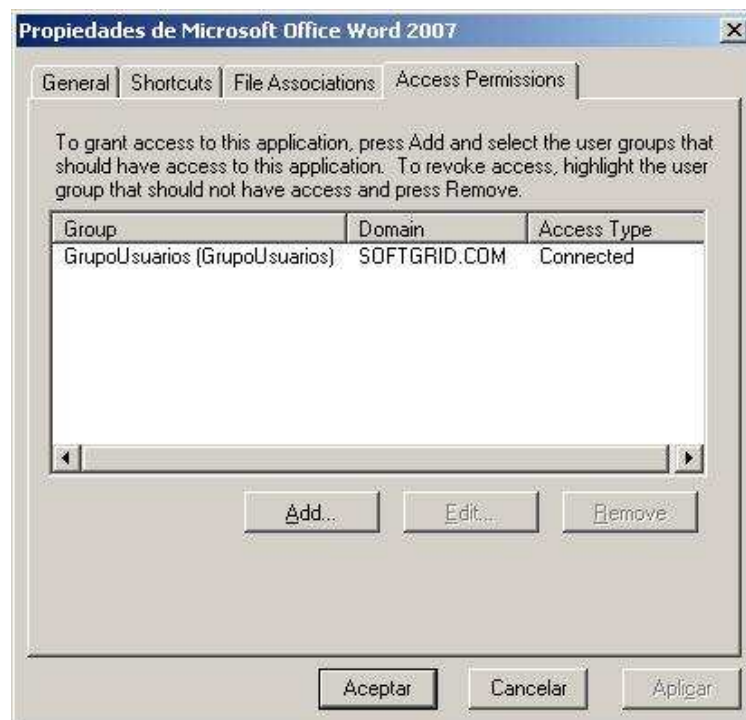 Propiedades de Microsoft Office Word 2007
General Shortcuts File Associations Access Permissions
To grant access to this application, press Add and select the user groups that
should have access to this application. To revoke access, highlight the user
group that should not have access and press Remove.
Group Domain Access Type
GrupoUsuarios (GrupoUsuarios) SOFTGRID.COM Connected
Add... Edit... Remove
Aceptar Cancelar Aplicar